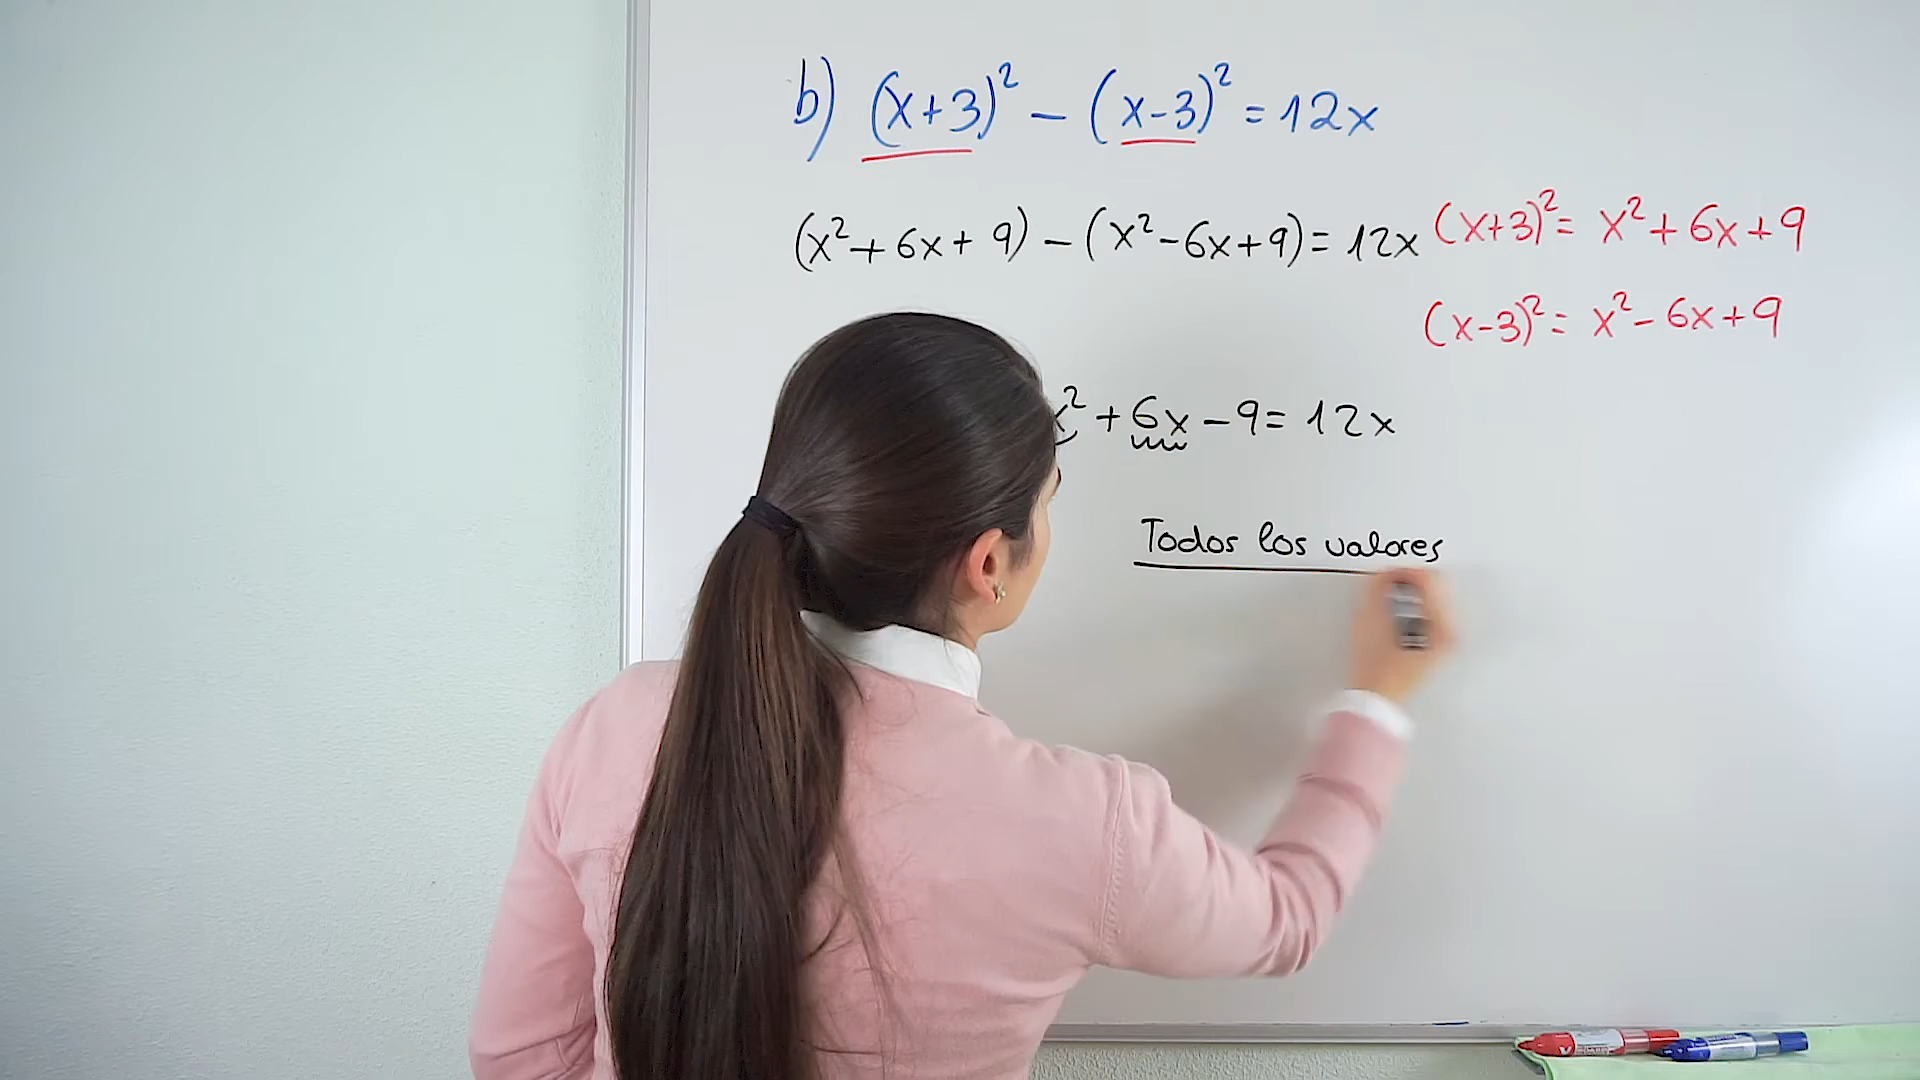 b) (x+3)² - (x-3)² = 12x
(x²+6x+9) - (x²-6x+9) = 12x
(x+3)² = x²+6x+9
(x-3)² = x²-6x+9
x² + 6x - 9 = 12x
Todos los valores